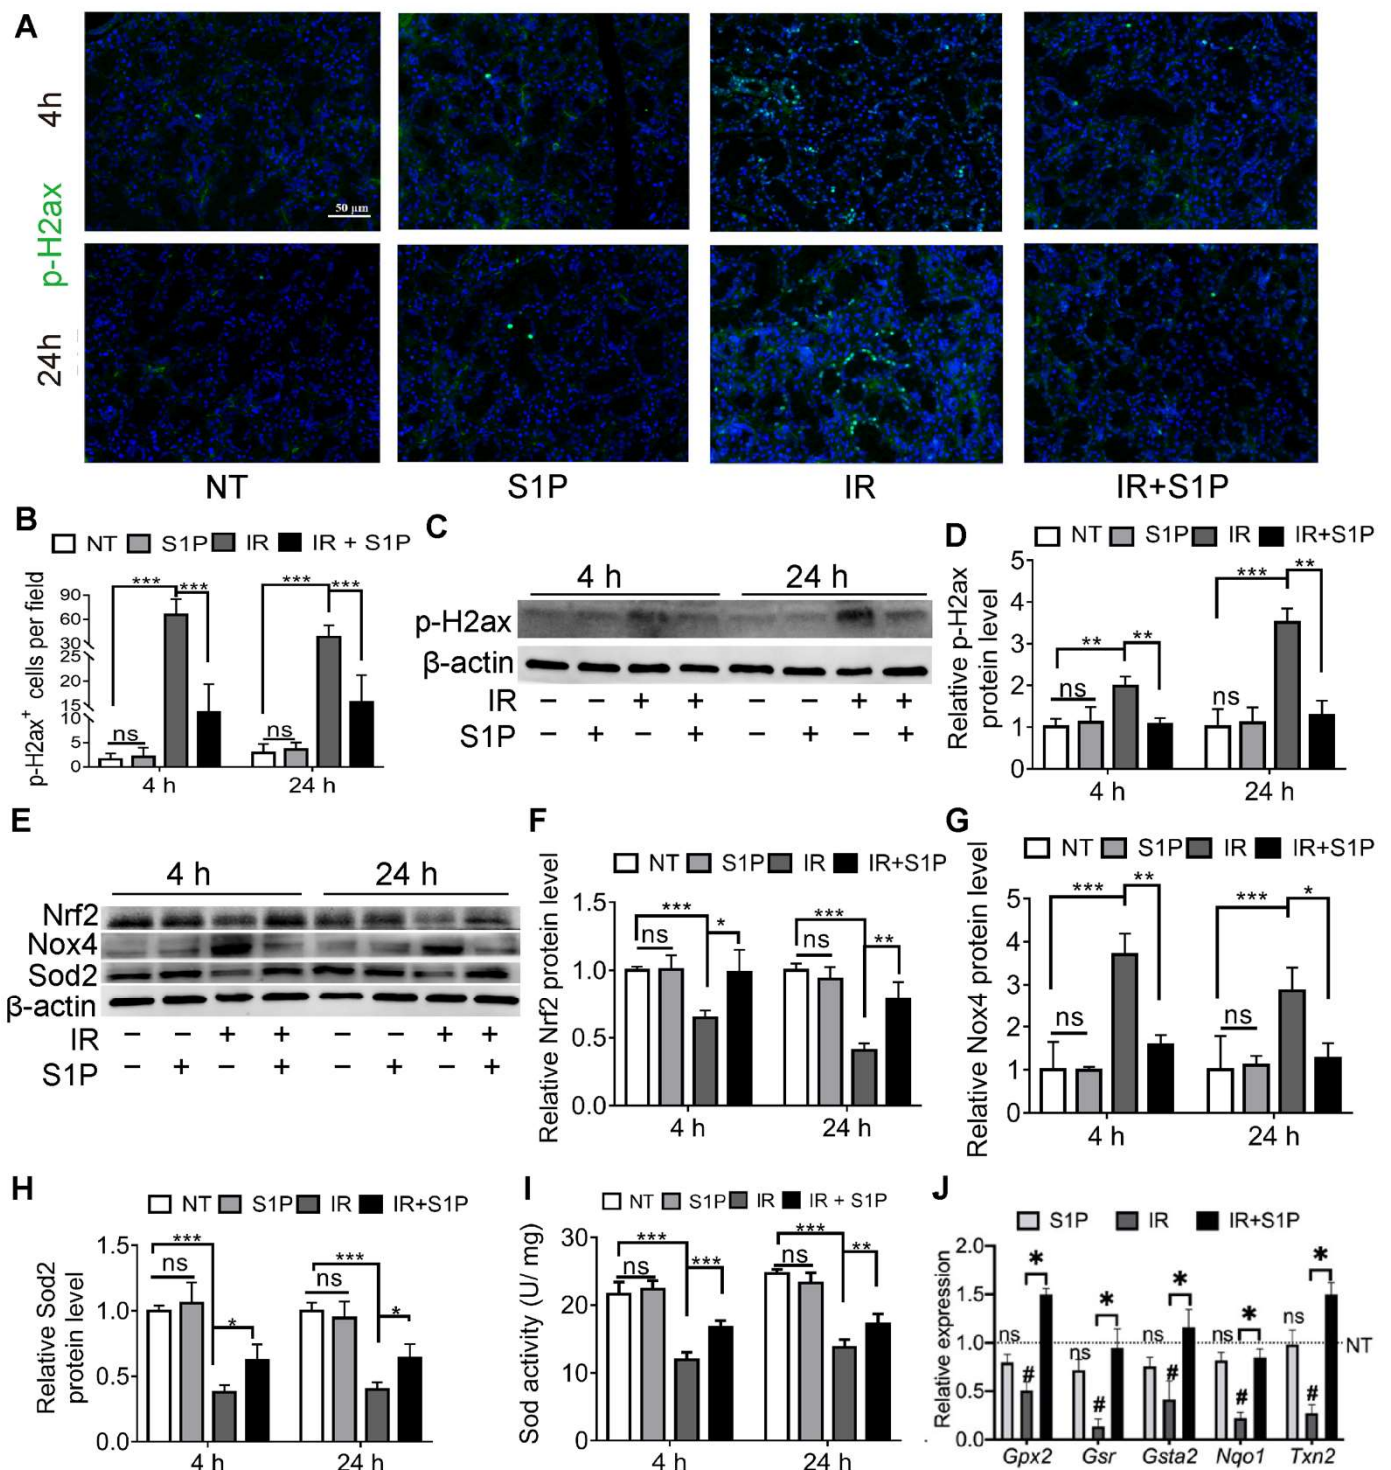 A
4h
p-H2ax
24h
50 μm
NT S1P IR IR+S1P
B
NT S1P IR IR + S1P
p-H2ax+ cells per field
90
60
30
25
20
15
10
5
0
*** *** *** ***
ns ns
4 h 24 h
C
4 h 24 h
p-H2ax
β-actin
IR − − + + − − + +
S1P − + − + − + − +
D
NT S1P IR IR+S1P
Relative p-H2ax
protein level
5
4
3
2
1
0
** ** *** **
ns ns
4 h 24 h
E
4 h 24 h
Nrf2
Nox4
Sod2
β-actin
IR − − + + − − + +
S1P − + − + − + − +
F
NT S1P IR IR+S1P
Relative Nrf2 protein level
1.5
1.0
0.5
0.0
*** * *** **
ns ns
4 h 24 h
G
NT S1P IR IR+S1P
Relative Nox4 protein level
5
4
3
2
1
0
*** ** *** *
ns ns
4 h 24 h
H
NT S1P IR IR+S1P
Relative Sod2
protein level
1.5
1.0
0.5
0.0
*** * *** *
ns ns
4 h 24 h
I
NT S1P IR IR + S1P
Sod activity (U/ mg)
30
20
10
0
*** *** *** **
ns ns
4 h 24 h
J
S1P IR IR+S1P
Relative expression
2.0
1.5
1.0
0.5
0.0
* * * * *
ns ns ns ns ns
# # # # #
NT
Gpx2 Gsr Gsta2 Nqo1 Txn2